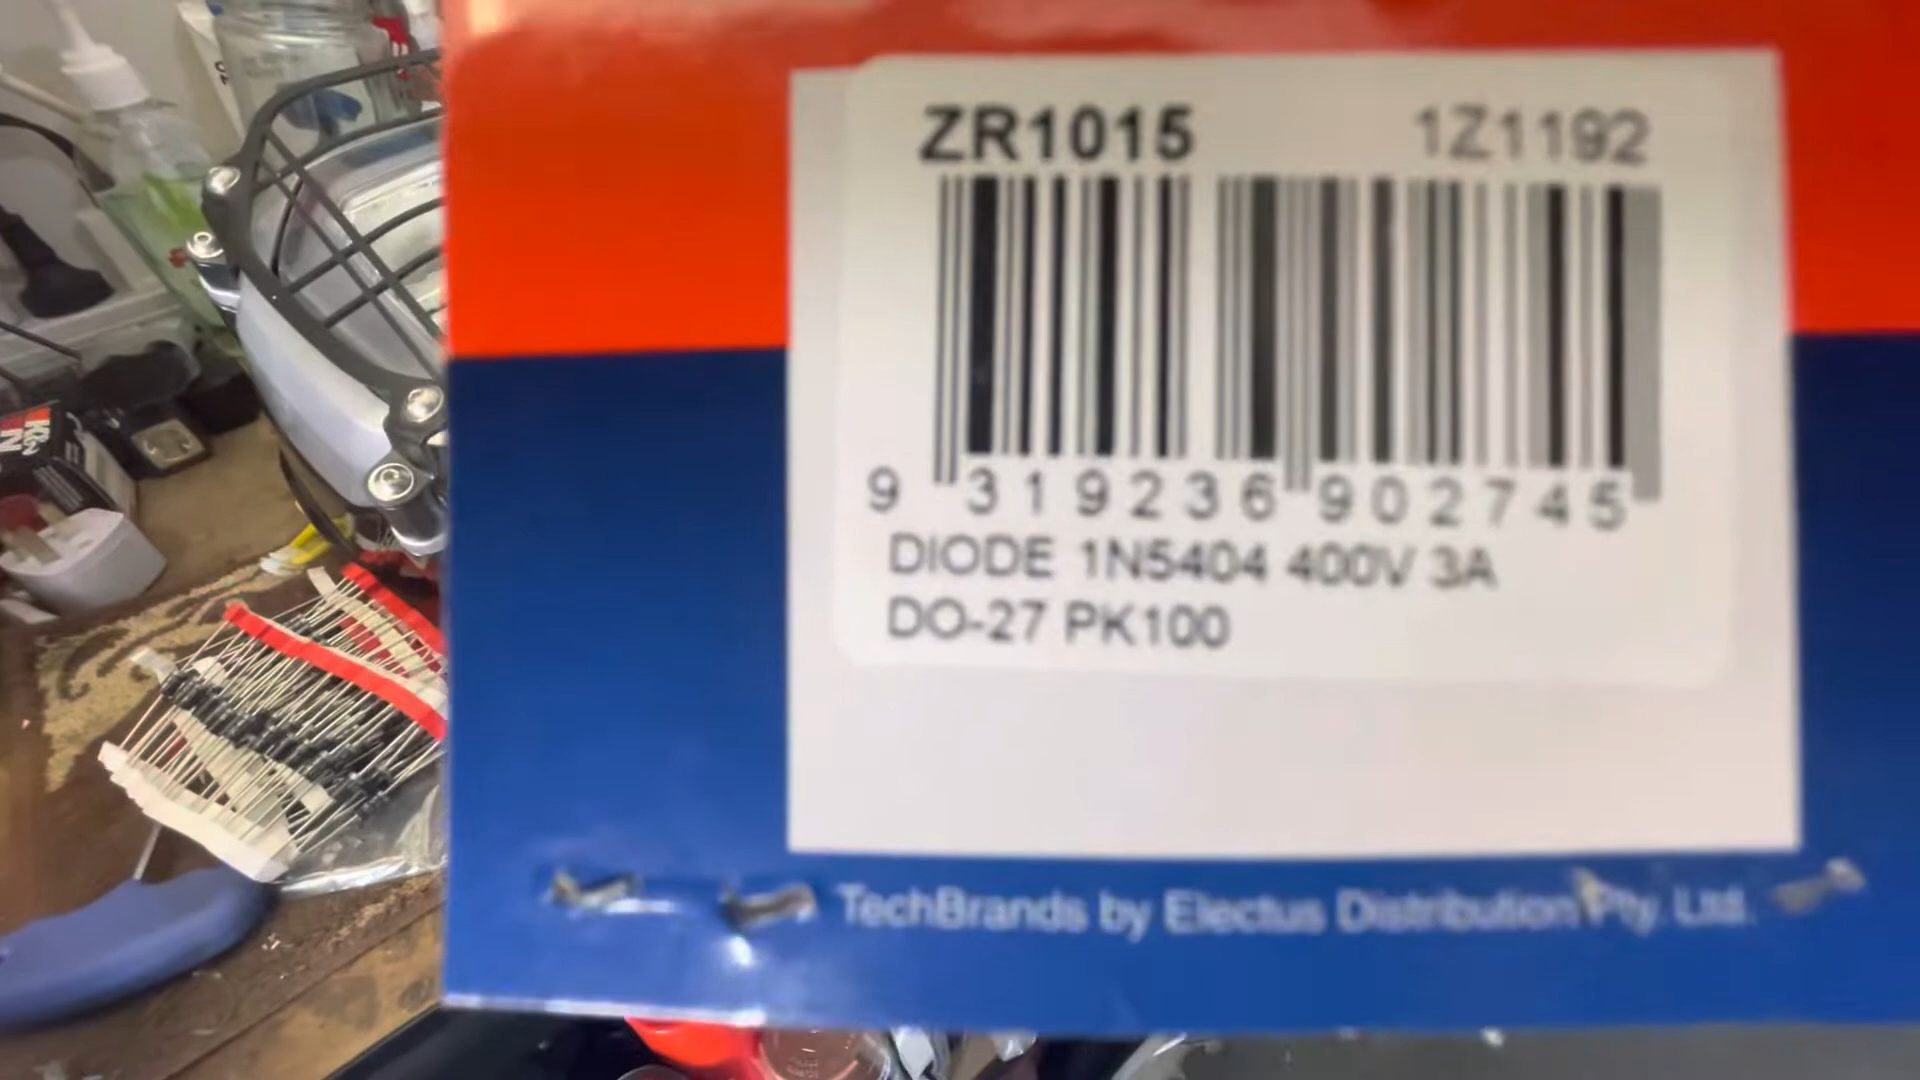 ZR1015 1Z1192
9 319236 902745
DIODE 1N5404 400V 3A
DO-27 PK100
TechBrands by Electus Distribution Pty. Ltd.
K&N